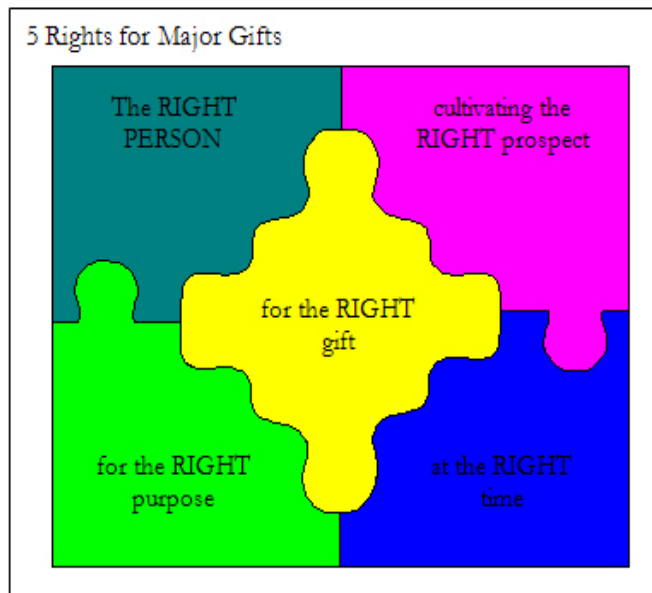 5 Rights for Major Gifts
The RIGHT
PERSON
cultivating the
RIGHT prospect
for the RIGHT
gift
for the RIGHT
purpose
at the RIGHT
time